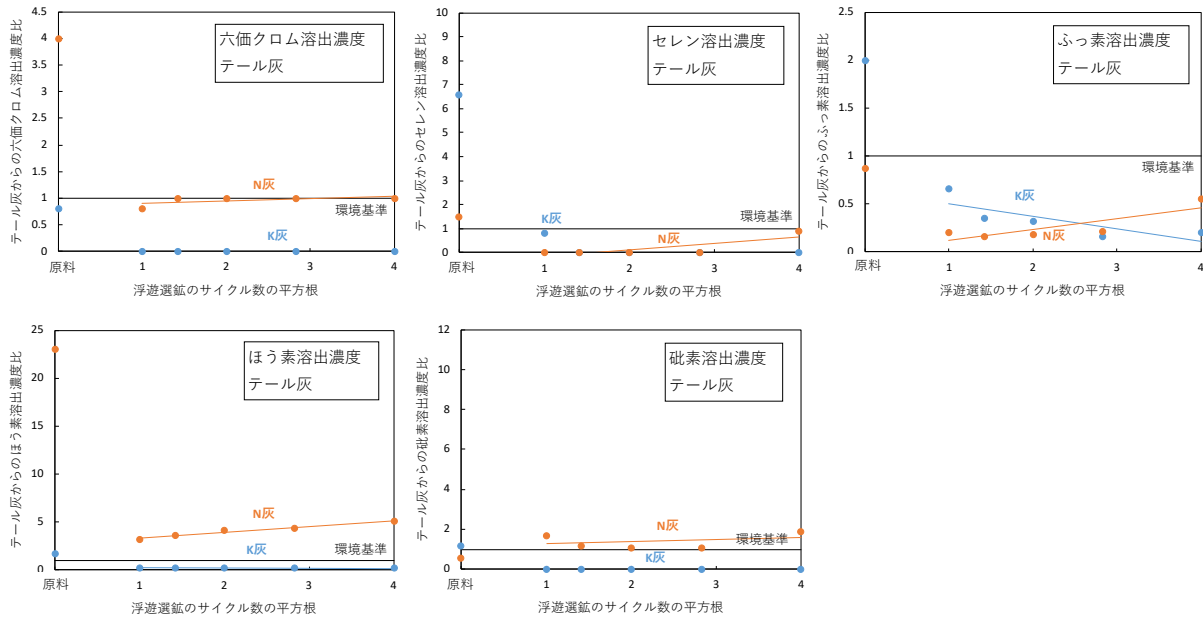 テール灰からの六価クロム溶出濃度比
4.5
4
3.5
3
2.5
2
1.5
1
0.5
0
六価クロム溶出濃度
テール灰
N灰
環境基準
K灰
原料 1 2 3 4
浮遊選鉱のサイクル数の平方根
テール灰からのセレン溶出濃度比
10
9
8
7
6
5
4
3
2
1
0
セレン溶出濃度
テール灰
K灰
環境基準
N灰
原料 1 2 3 4
浮遊選鉱のサイクル数の平方根
テール灰からのふっ素溶出濃度比
2.5
2
1.5
1
0.5
0
ふっ素溶出濃度
テール灰
環境基準
K灰
N灰
原料 1 2 3 4
浮遊選鉱のサイクル数の平方根
テール灰からのほう素溶出濃度比
25
20
15
10
5
0
ほう素溶出濃度
テール灰
N灰
K灰
環境基準
原料 1 2 3 4
浮遊選鉱のサイクル数の平方根
テール灰からの砒素溶出濃度比
12
10
8
6
4
2
0
砒素溶出濃度
テール灰
N灰
環境基準
K灰
原料 1 2 3 4
浮遊選鉱のサイクル数の平方根